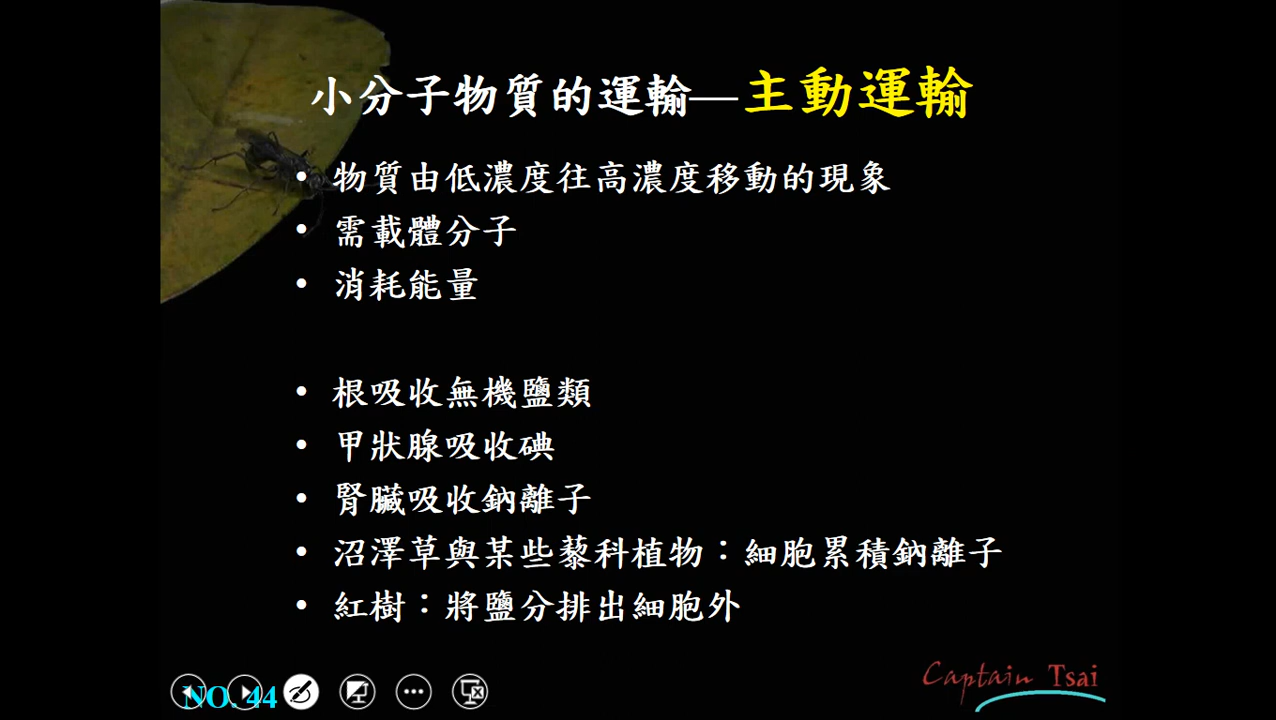 小分子物質的運輸—主動運輸
• 物質由低濃度往高濃度移動的現象
• 需載體分子
• 消耗能量
• 根吸收無機鹽類
• 甲狀腺吸收碘
• 腎臟吸收鈉離子
• 沼澤草與某些藜科植物：細胞累積鈉離子
• 紅樹：將鹽分排出細胞外
NO. 44
Captain Tsai